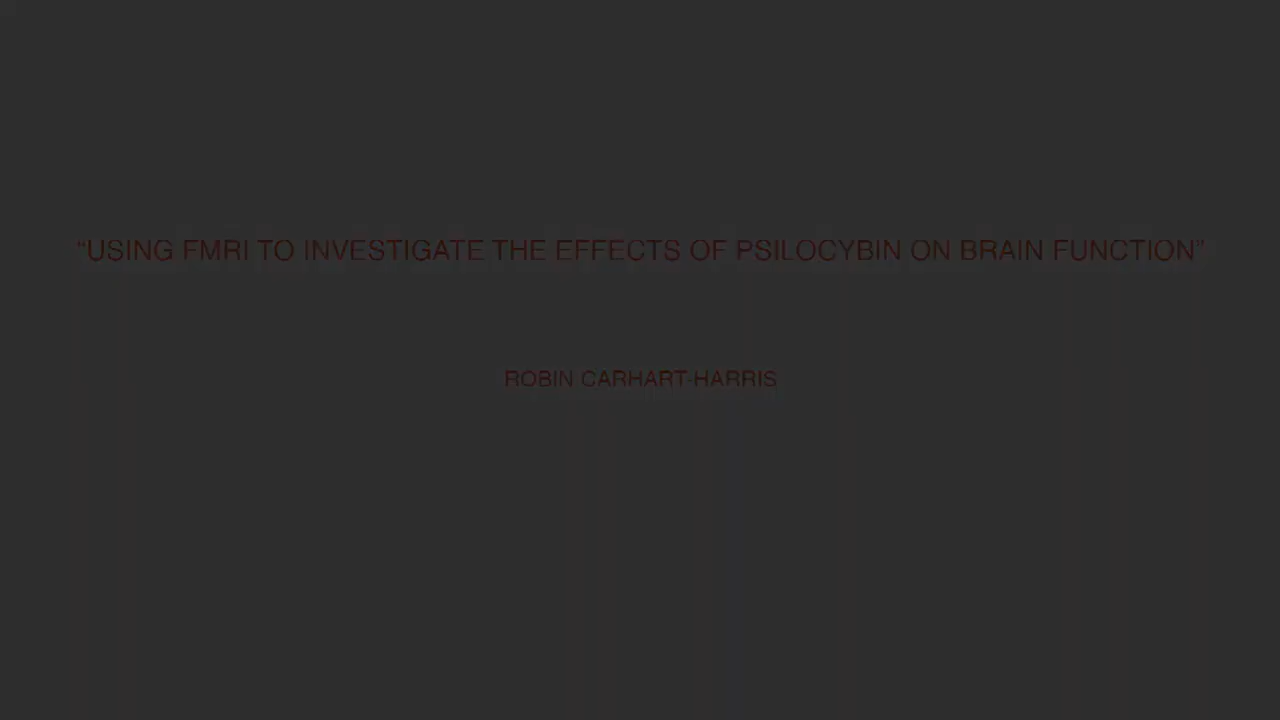 “USING FMRI TO INVESTIGATE THE EFFECTS OF PSILOCYBIN ON BRAIN FUNCTION”
ROBIN CARHART-HARRIS